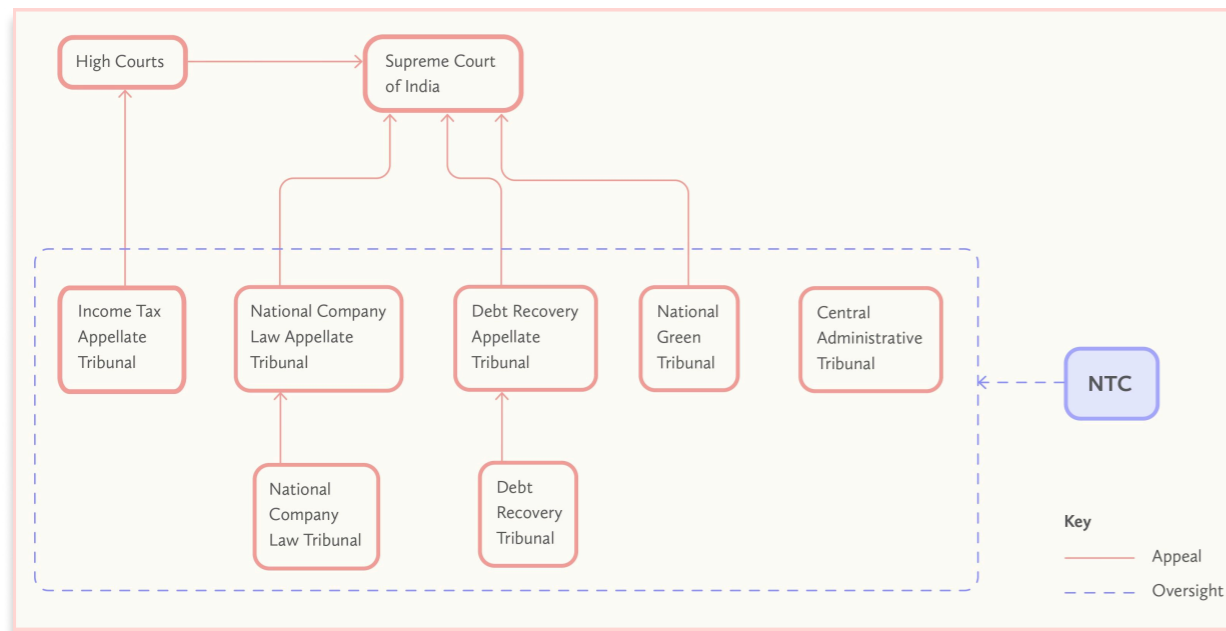 High Courts
Supreme Court
of India
Income Tax
Appellate
Tribunal
National Company
Law Appellate
Tribunal
Debt Recovery
Appellate
Tribunal
National
Green
Tribunal
Central
Administrative
Tribunal
NTC
National
Company
Law Tribunal
Debt
Recovery
Tribunal
Key
Appeal
Oversight